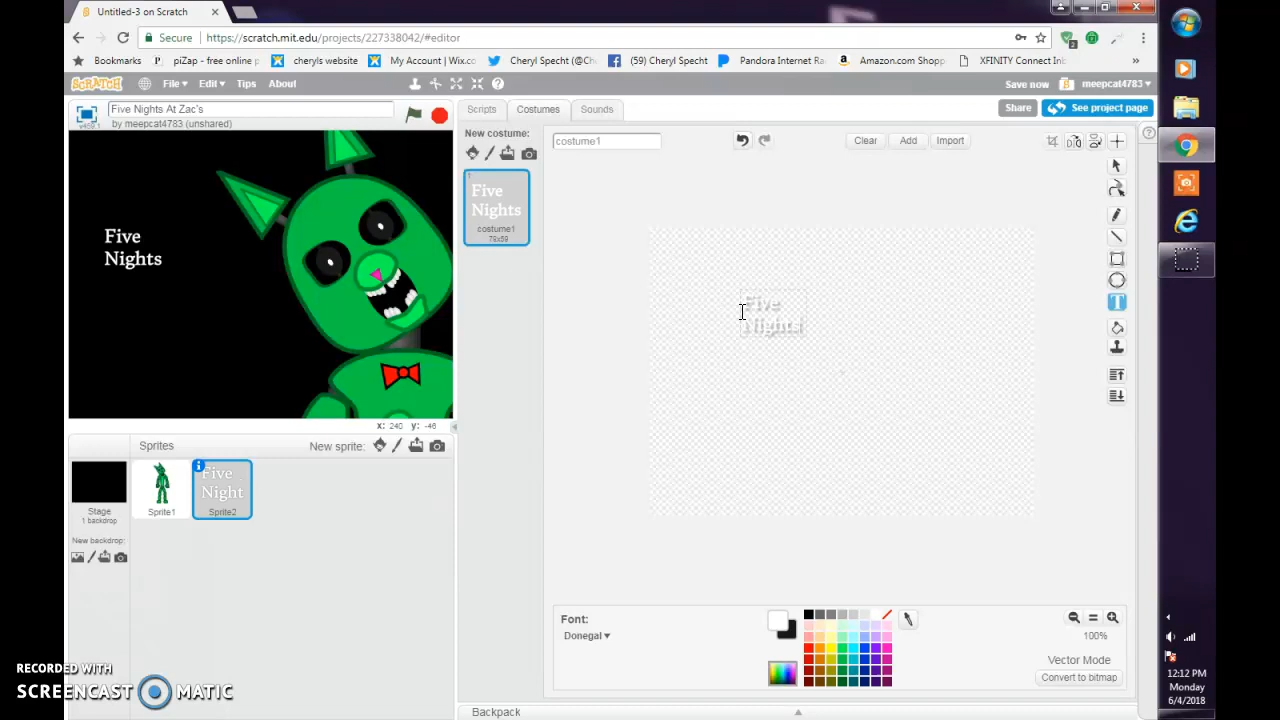 Untitled-3 on Scratch
Secure
https://scratch.mit.edu/projects/227338042/#editor
2
Bookmarks
piZap - free online p
cheryls website
My Account | Wix.co
Cheryl Specht (@Ch
(59) Cheryl Specht
Pandora Internet Ra
Amazon.com Shopp
XFINITY Connect In
»
SCRATCH
File
Edit
Tips
About
Save now
meepcat4783
Five Nights At Zac's
by meepcat4783 (unshared)
Scripts
Costumes
Sounds
Share
See project page
New costume:
costume1
Clear
Add
Import
1
Five
Nights
costume1
Five
Nights
Five
Nights
T
x: 240 y: -46
Sprites
New sprite:
Stage
1 backdrop
New backdrop:
Sprite1
i
Five
Night
Sprite2
Font:
Donegal
100%
Vector Mode
Convert to bitmap
Backpack
12:12 PM
Monday
6/4/2018
RECORDED WITH
SCREENCAST MATIC